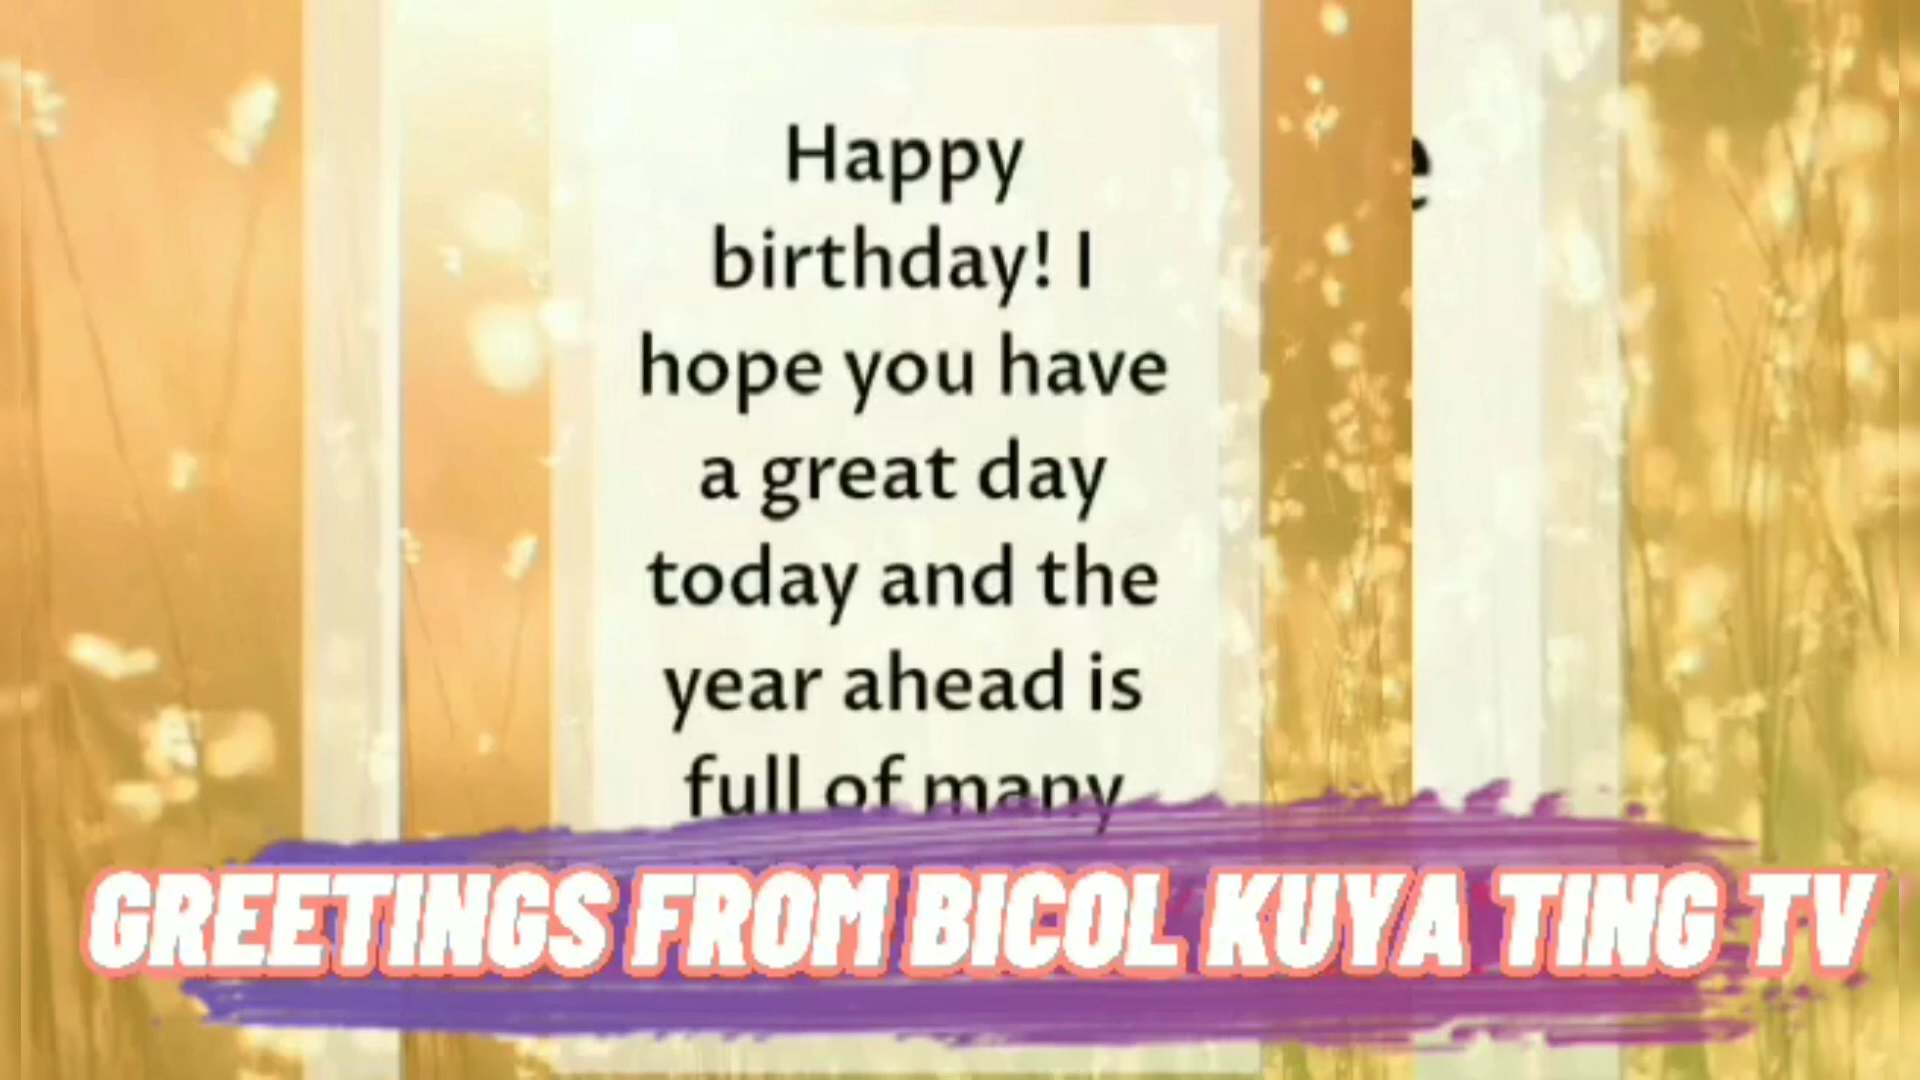 Happy
birthday! I
hope you have
a great day
today and the
year ahead is
full of many
GREETINGS FROM BICOL KUYA TING TV